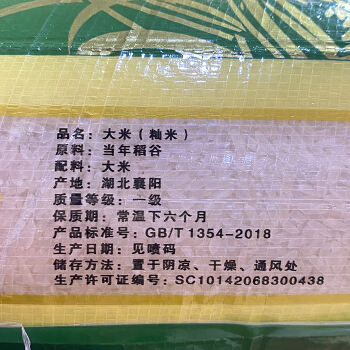 品名：大米（籼米）
原料：当年稻谷
配料：大米
产地：湖北襄阳
质量等级：一级
保质期：常温下六个月
产品标准号：GB/T 1354-2018
生产日期：见喷码
储存方法：置于阴凉、干燥、通风处
生产许可证编号：SC10142068300438